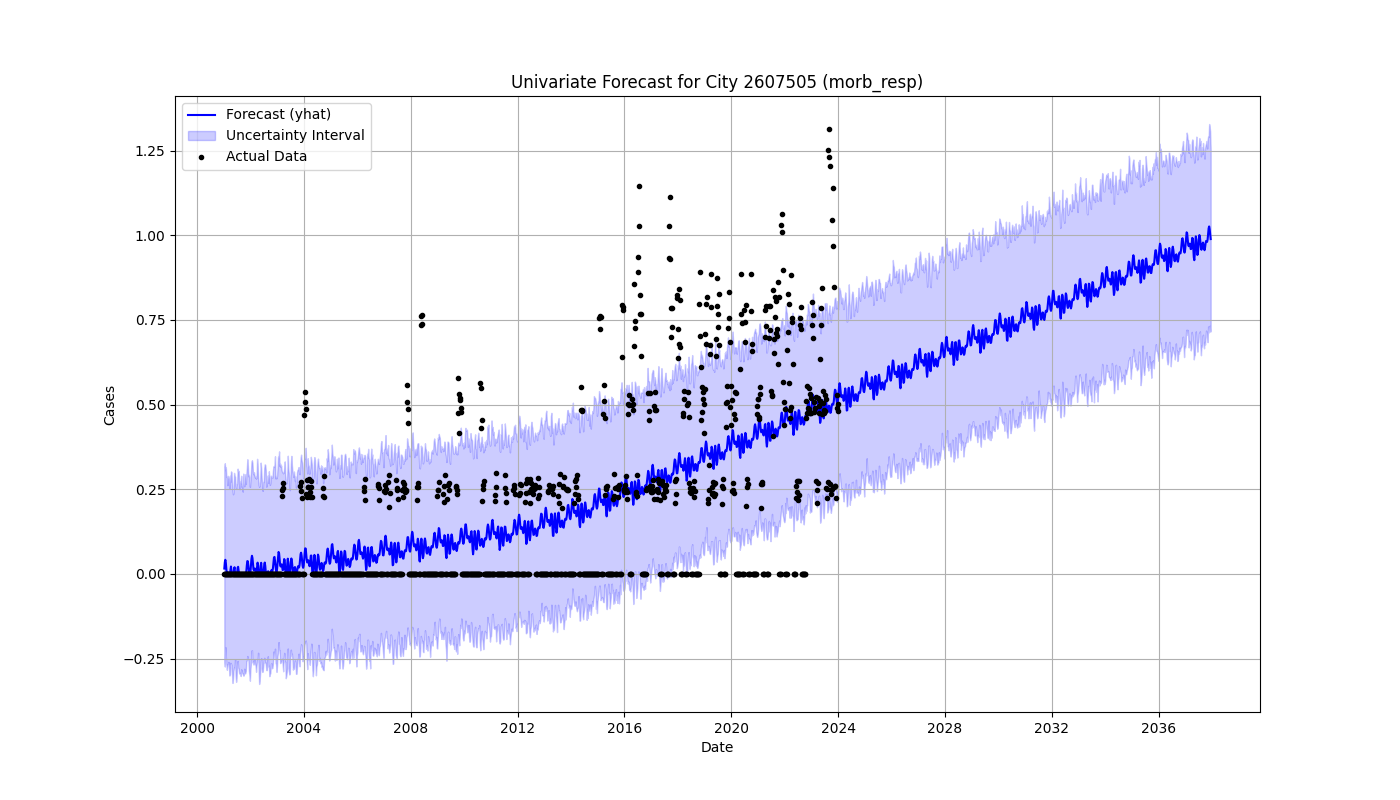 Univariate Forecast for City 2607505 (morb_resp)
Forecast (yhat)
Uncertainty Interval
Actual Data
Cases
1.25
1.00
0.75
0.50
0.25
0.00
−0.25
2000
2004
2008
2012
2016
2020
2024
2028
2032
2036
Date